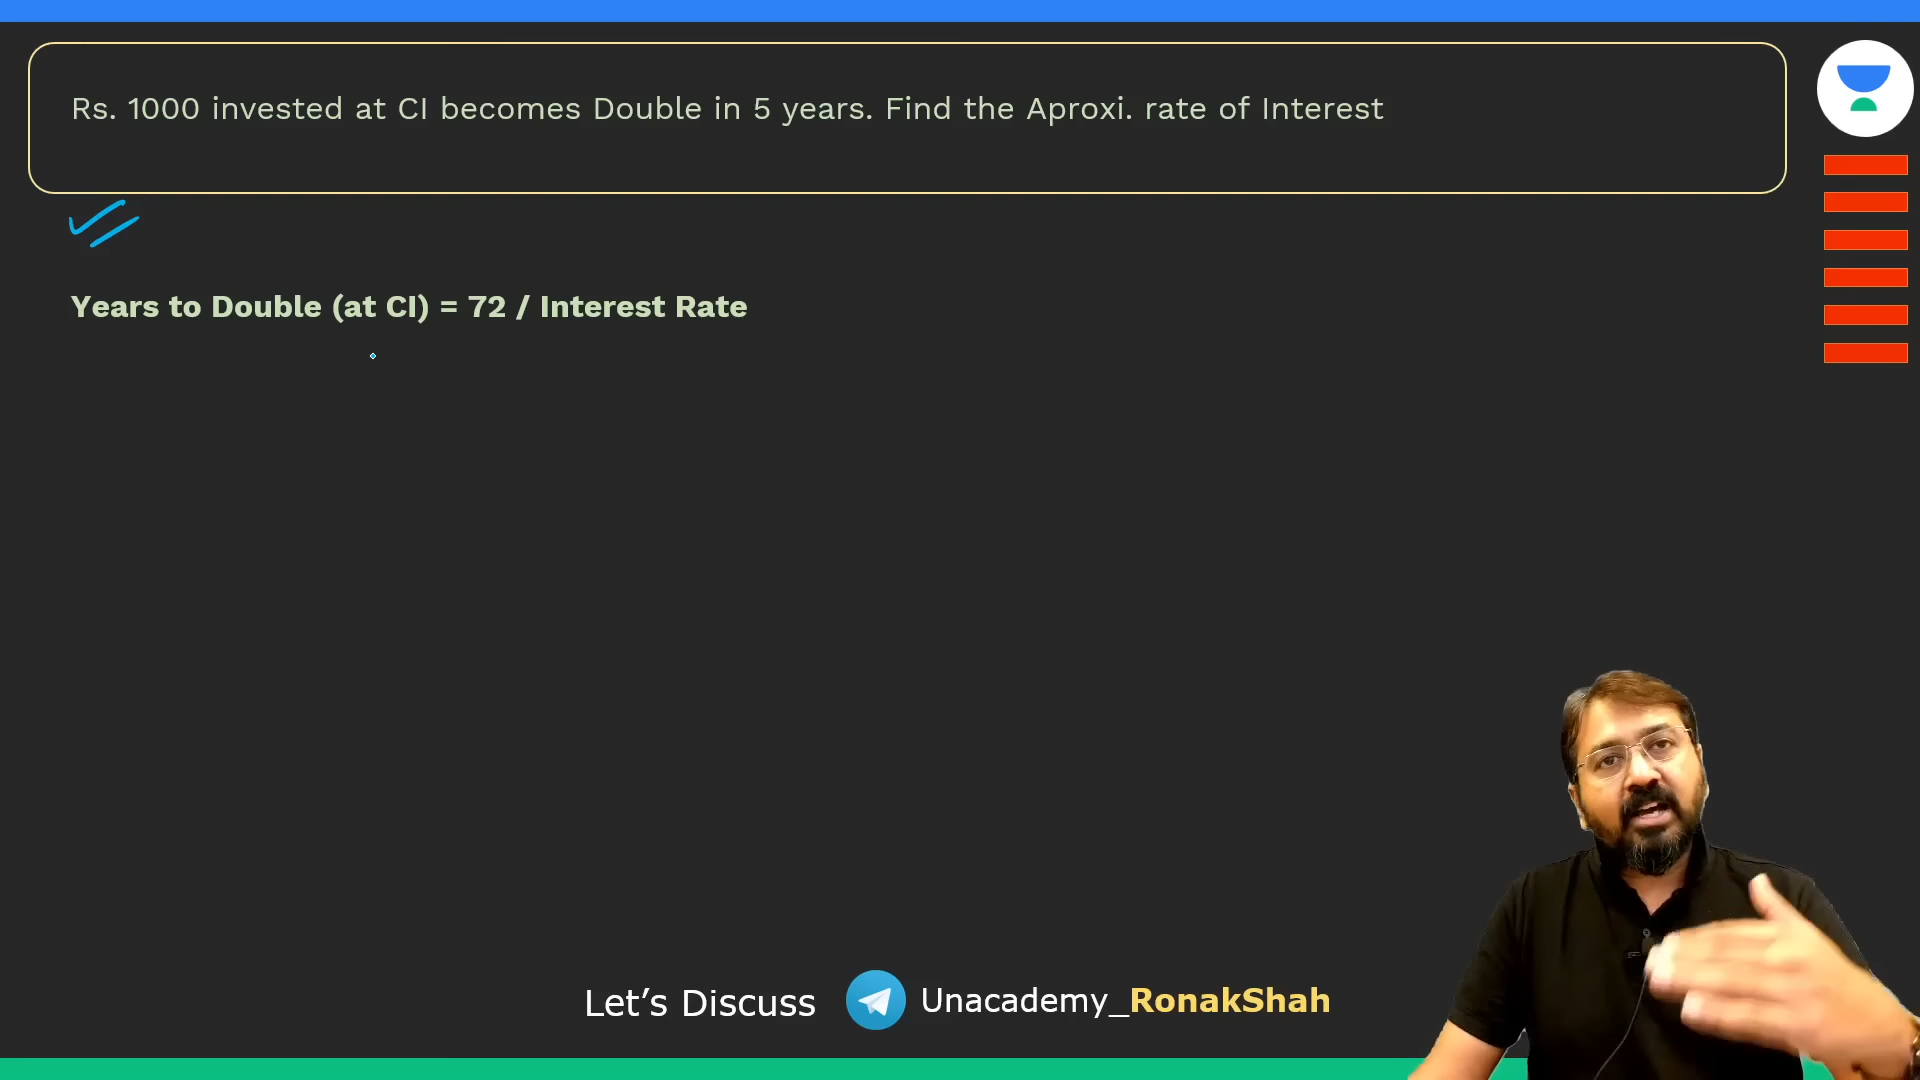 Rs. 1000 invested at CI becomes Double in 5 years. Find the Aproxi. rate of Interest
Years to Double (at CI) = 72 / Interest Rate
Let’s Discuss Unacademy_RonakShah